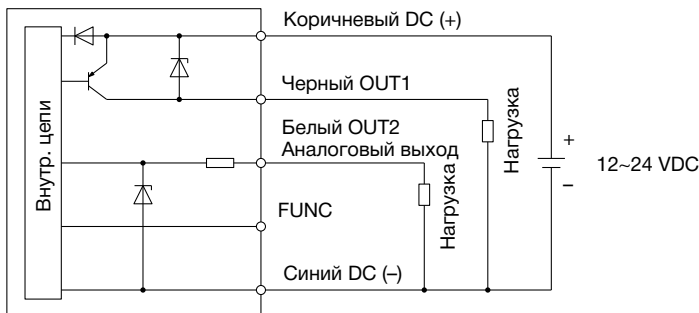 Коричневый DC (+)
Черный OUT1
Белый OUT2
Аналоговый выход
FUNC
Синий DC (–)
Внутр. цепи
Нагрузка
Нагрузка
+
12~24 VDC
–